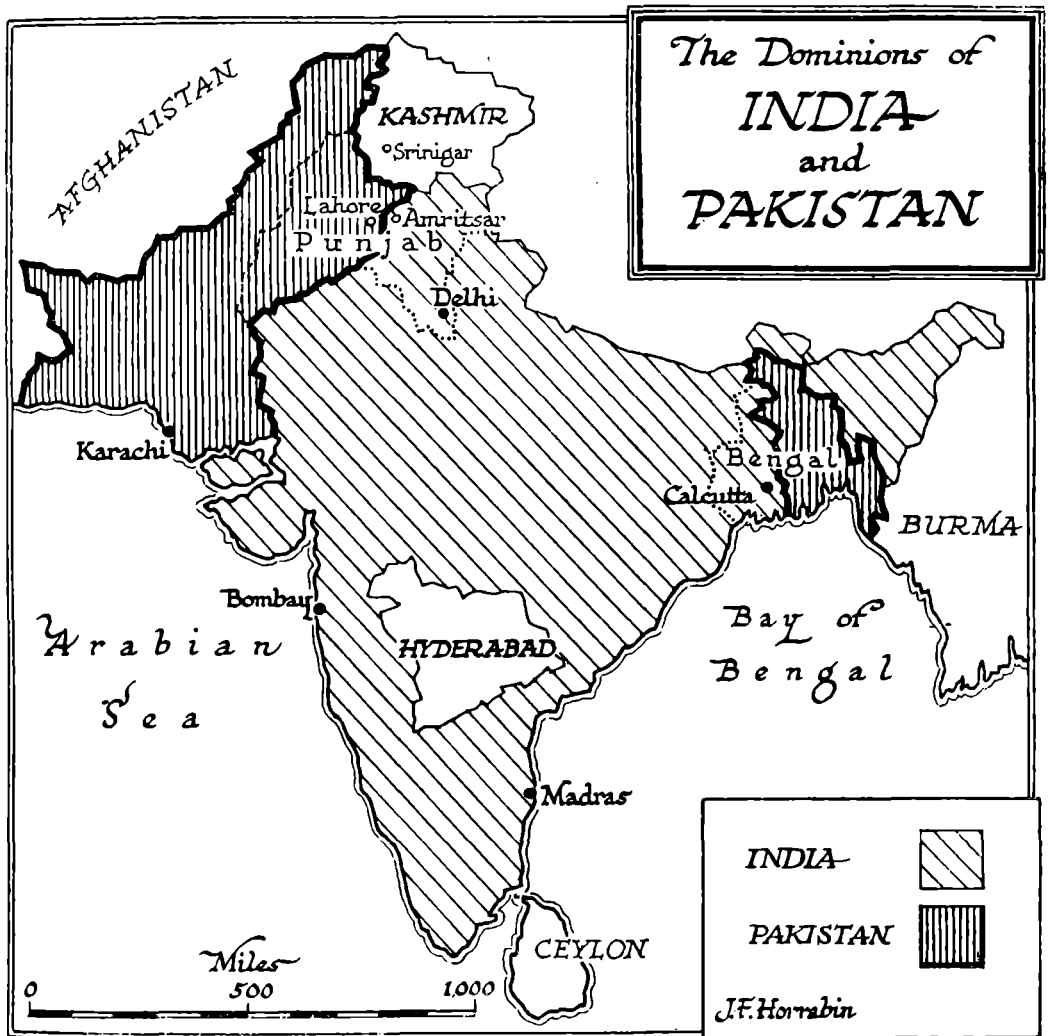 The Dominions of
INDIA
and
PAKISTAN
AFGHANISTAN
KASHMIR
Srinigar
Lahore
Amritsar
Punjab
Delhi
Karachi
Bengal
Calcutta
BURMA
Bombay
Arabian
Sea
HYDERABAD
Bay of
Bengal
Madras
CEYLON
INDIA
PAKISTAN
J.F. Horrabin
Miles
0 500 1,000